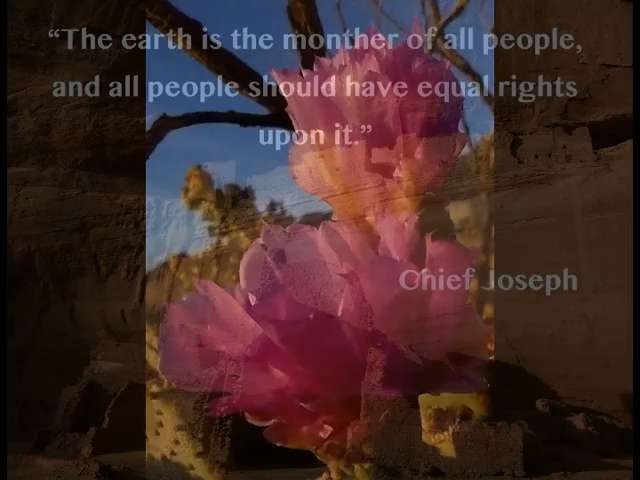 “The earth is the monther of all people,
and all people should have equal rights
upon it.”
Chief Joseph